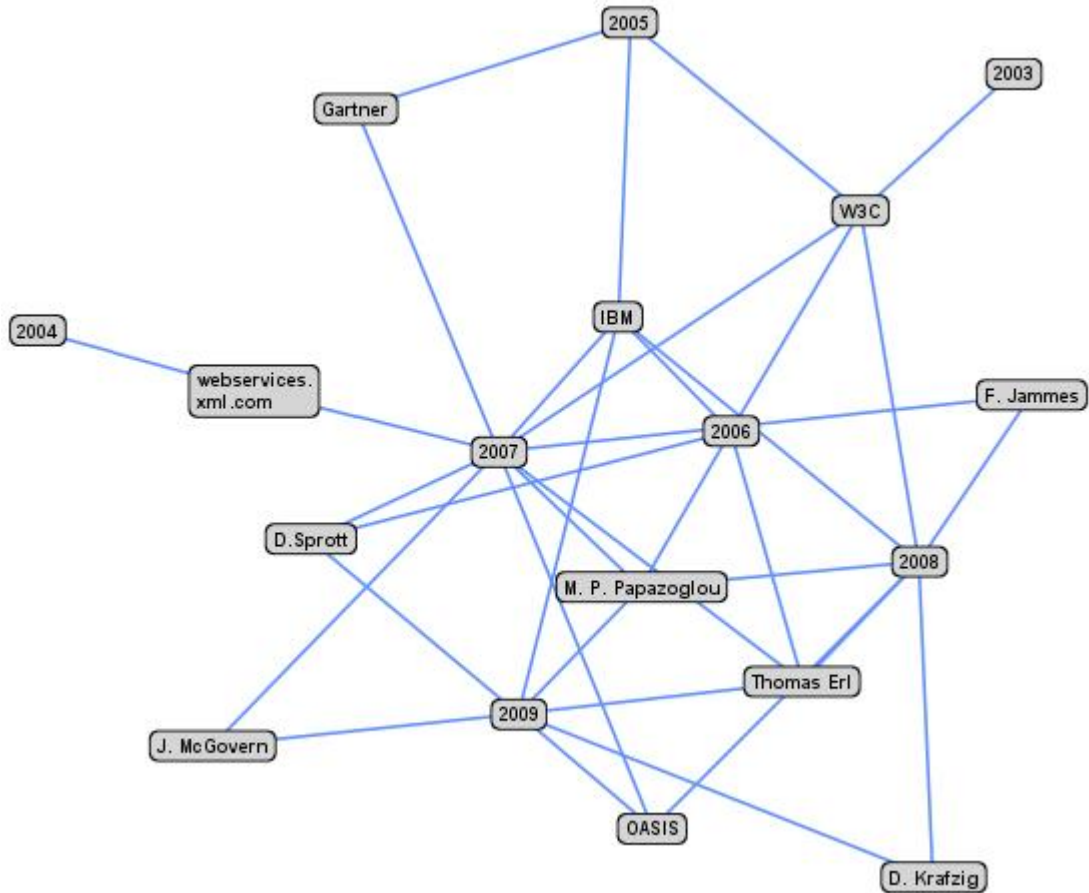 2005
2003
Gartner
W3C
IBM
2004
webservices.
xml.com
F. Jammes
2006
2007
D.Sprott
2008
M. P. Papazoglou
Thomas Erl
2009
J. McGovern
OASIS
D. Krafzig